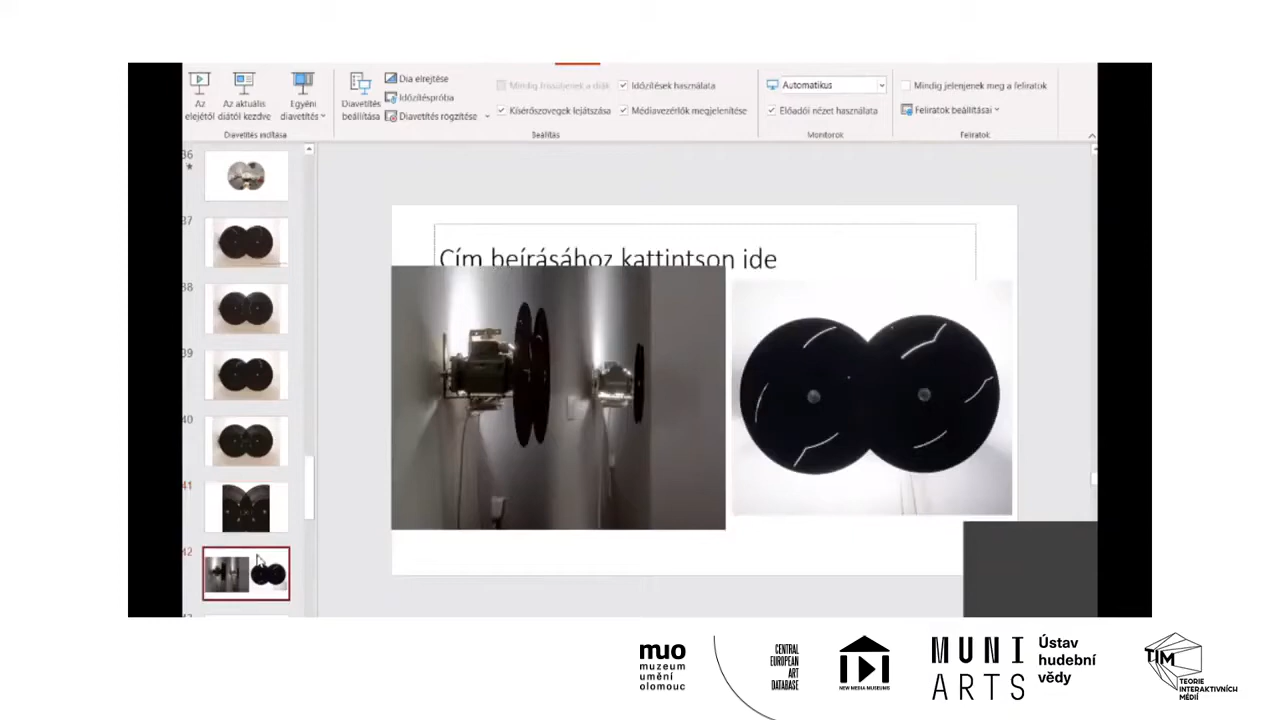 Az elejétől
Az aktuális diától kezdve
Egyéni diavetítés
Diavetítés indítása
Diavetítés beállítása
Dia elrejtése
Időzítéspróba
Diavetítés rögzítése
Mindig frissüljenek a diák
Időzítések használata
Kísérőszövegek lejátszása
Médiavezérlők megjelenítése
Beállítás
Automatikus
Előadói nézet használata
Monitorok
Mindig jelenjenek meg a feliratok
Feliratok beállításai
Feliratok
36
37
38
39
40
41
42
Cím beírásához kattintson ide
muo
muzeum
umění
olomouc
CENTRAL
EUROPEAN
ART
DATABASE
NEW MEDIA MUSEUMS
MUNI
ARTS
Ústav
hudební
vědy
TIM
TEORIE
INTERAKTIVNÍCH
MÉDIÍ